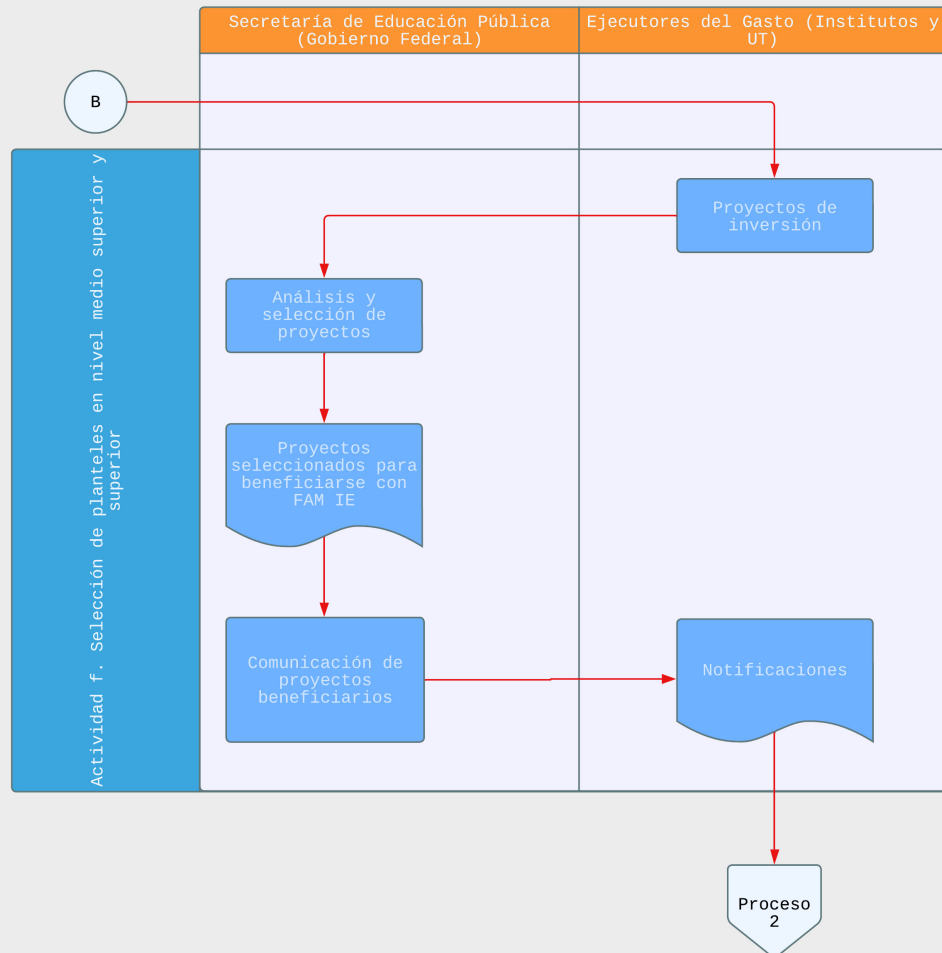 Secretaría de Educación Pública
(Gobierno Federal)
Ejecutores del Gasto (Institutos y
UT)
B
Actividad f. Selección de planteles en nivel medio superior y
superior
Proyectos de
inversión
Análisis y
selección de
proyectos
Proyectos
seleccionados para
beneficiarse con
FAM IE
Comunicación de
proyectos
beneficiarios
Notificaciones
Proceso
2